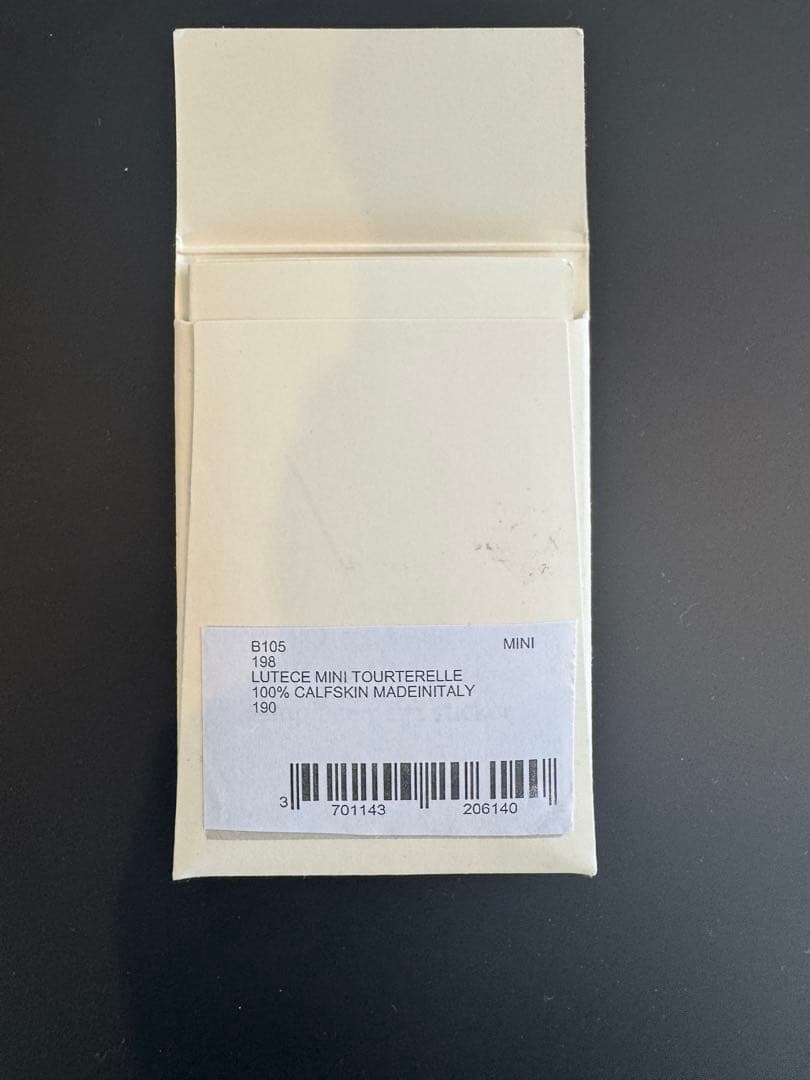 B105 MINI
198
LUTECE MINI TOURTERELLE
100% CALFSKIN MADEINITALY
190
3 701143 206140